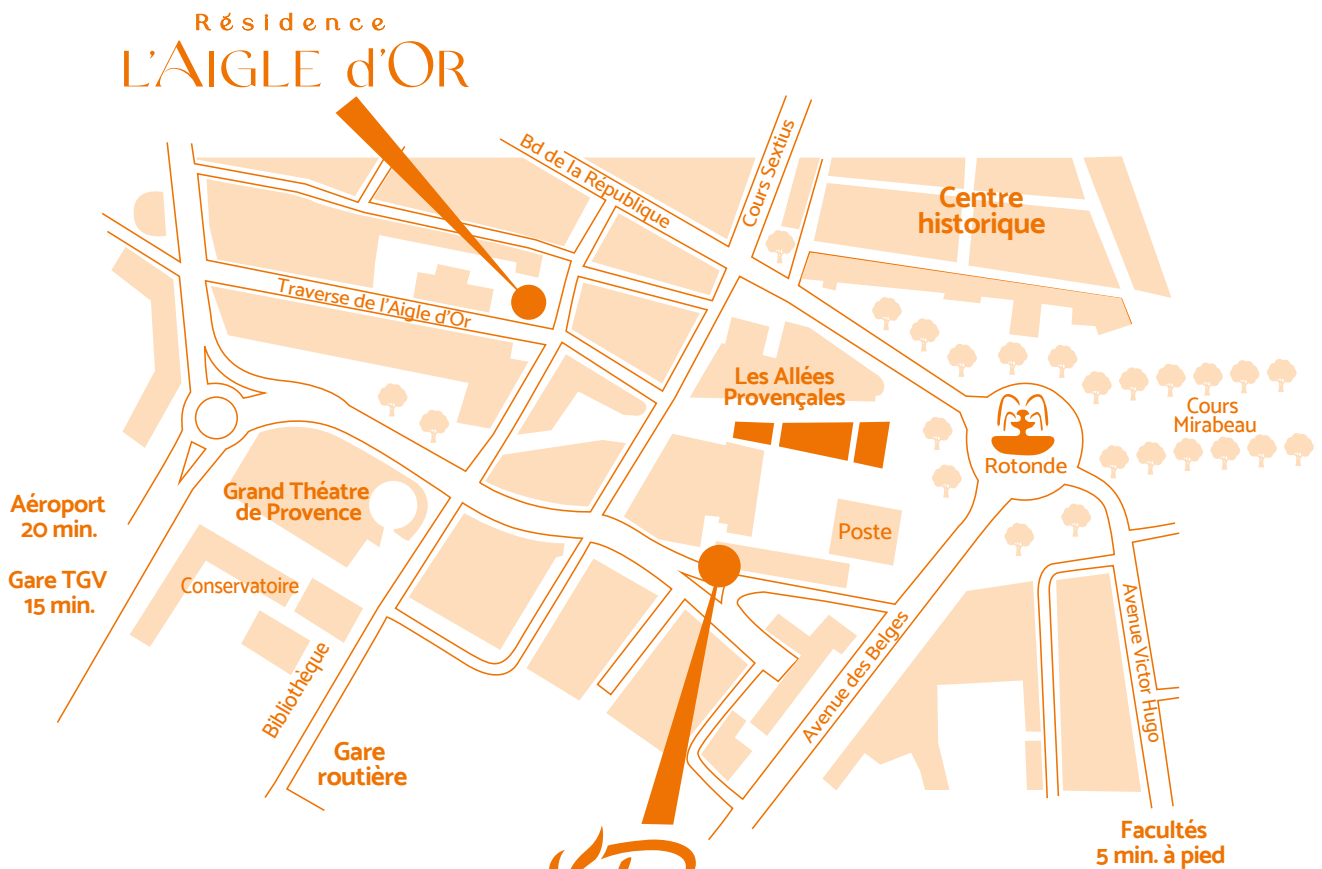 Résidence
L'AIGLE d'OR
Bd de la République
Cours Sextius
Centre
historique
Traverse de l'Aigle d'Or
Les Allées
Provençales
Cours
Mirabeau
Rotonde
Grand Théatre
de Provence
Aéroport
20 min.
Poste
Gare TGV
15 min.
Conservatoire
Avenue Victor Hugo
Avenue des Belges
Bibliothèque
Gare
routière
Facultés
5 min. à pied